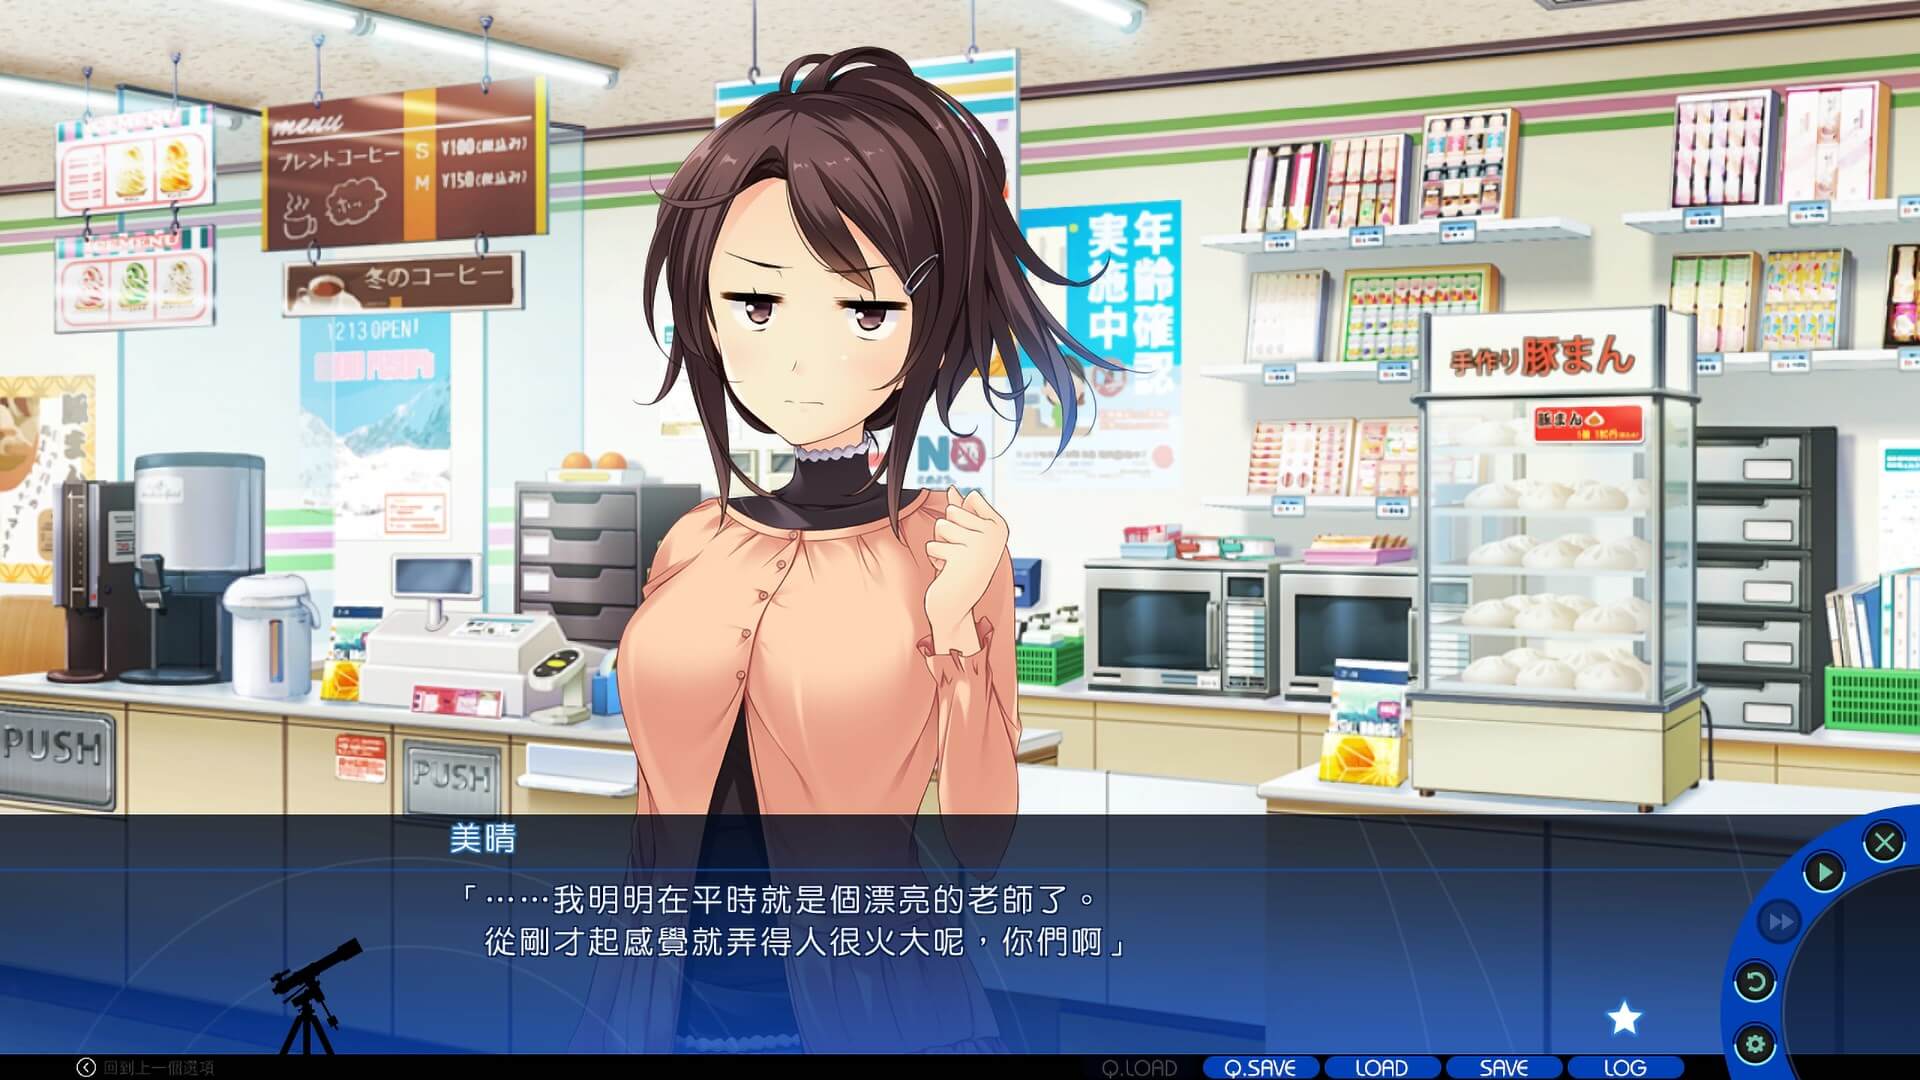 menu
ブレントコーヒー
S ¥100(税込み)
M ¥150(税込み)
ホッ
冬のコーヒー
12 13 OPEN!
年齢確認
実施中
手作り豚まん
豚まん
PUSH
PUSH
美晴
「……我明明在平時就是個漂亮的老師了。
從剛才起感覺就弄得人很火大呢，你們啊」
回到上一個選項
Q.LOAD
Q.SAVE
LOAD
SAVE
LOG